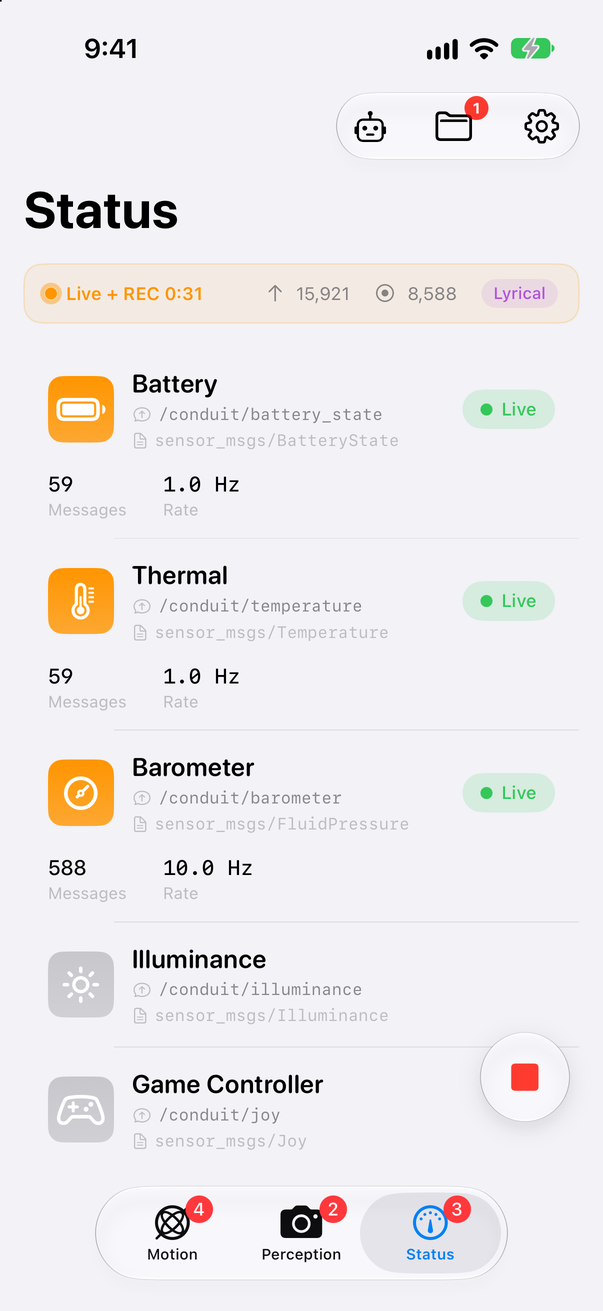 9:41
1
Status
Live + REC 0:31 15,921 8,588 Lyrical
Battery
/conduit/battery_state
sensor_msgs/BatteryState
Live
59 1.0 Hz
Messages Rate
Thermal
/conduit/temperature
sensor_msgs/Temperature
Live
59 1.0 Hz
Messages Rate
Barometer
/conduit/barometer
sensor_msgs/FluidPressure
Live
588 10.0 Hz
Messages Rate
Illuminance
/conduit/illuminance
sensor_msgs/Illuminance
Game Controller
/conduit/joy
sensor_msgs/Joy
4 2 3
Motion Perception Status